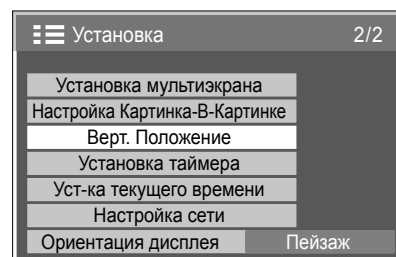 Установка 2/2
Установка мультиэкрана
Настройка Картинка-В-Картинке
Верт. Положение
Установка таймера
Уст-ка текущего времени
Настройка сети
Ориентация дисплея Пейзаж